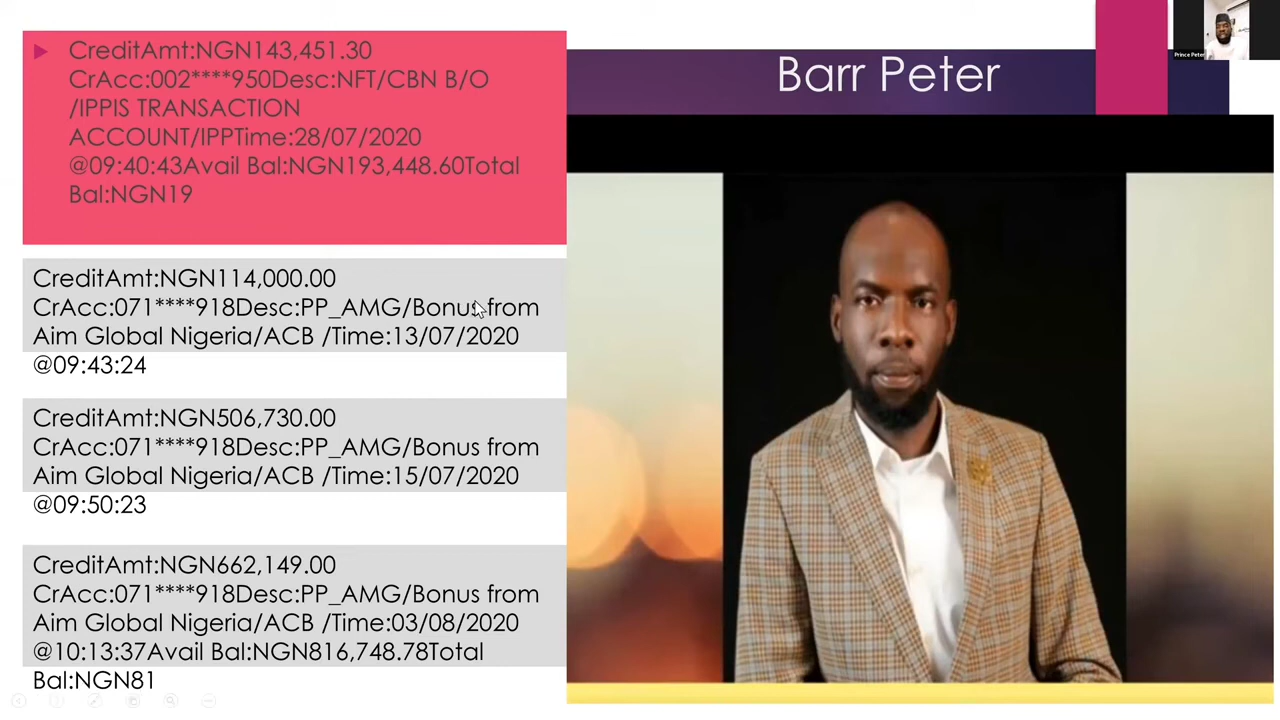 CreditAmt:NGN143,451.30
CrAcc:002****950Desc:NFT/CBN B/O
/IPPIS TRANSACTION
ACCOUNT/IPPTime:28/07/2020
@09:40:43Avail Bal:NGN193,448.60Total
Bal:NGN19
CreditAmt:NGN114,000.00
CrAcc:071****918Desc:PP_AMG/Bonus from
Aim Global Nigeria/ACB /Time:13/07/2020
@09:43:24
CreditAmt:NGN506,730.00
CrAcc:071****918Desc:PP_AMG/Bonus from
Aim Global Nigeria/ACB /Time:15/07/2020
@09:50:23
CreditAmt:NGN662,149.00
CrAcc:071****918Desc:PP_AMG/Bonus from
Aim Global Nigeria/ACB /Time:03/08/2020
@10:13:37Avail Bal:NGN816,748.78Total
Bal:NGN81
Barr Peter
Prince Peter